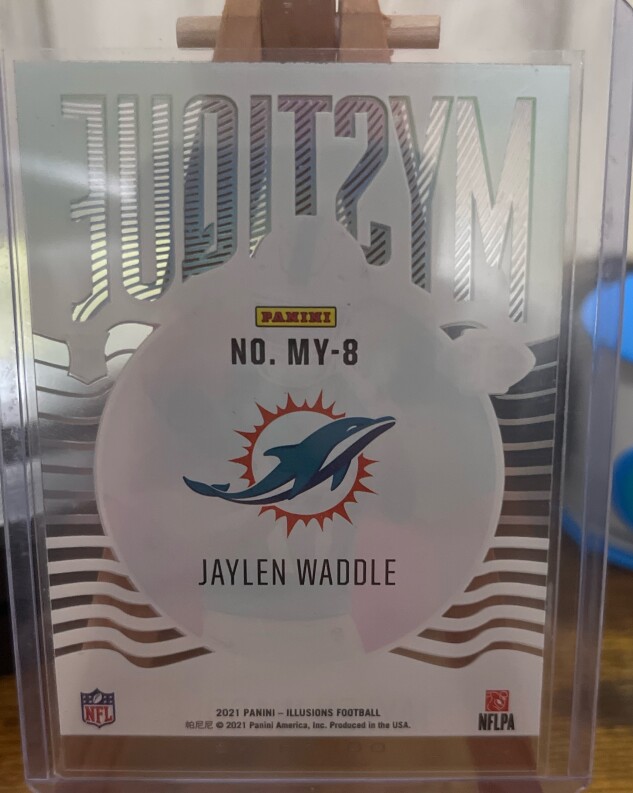 MYSTIQUE
PANINI
NO. MY-8
JAYLEN WADDLE
NFL
2021 PANINI – ILLUSIONS FOOTBALL
帕尼尼 © 2021 Panini America, Inc. Produced in the USA.
NFLPA